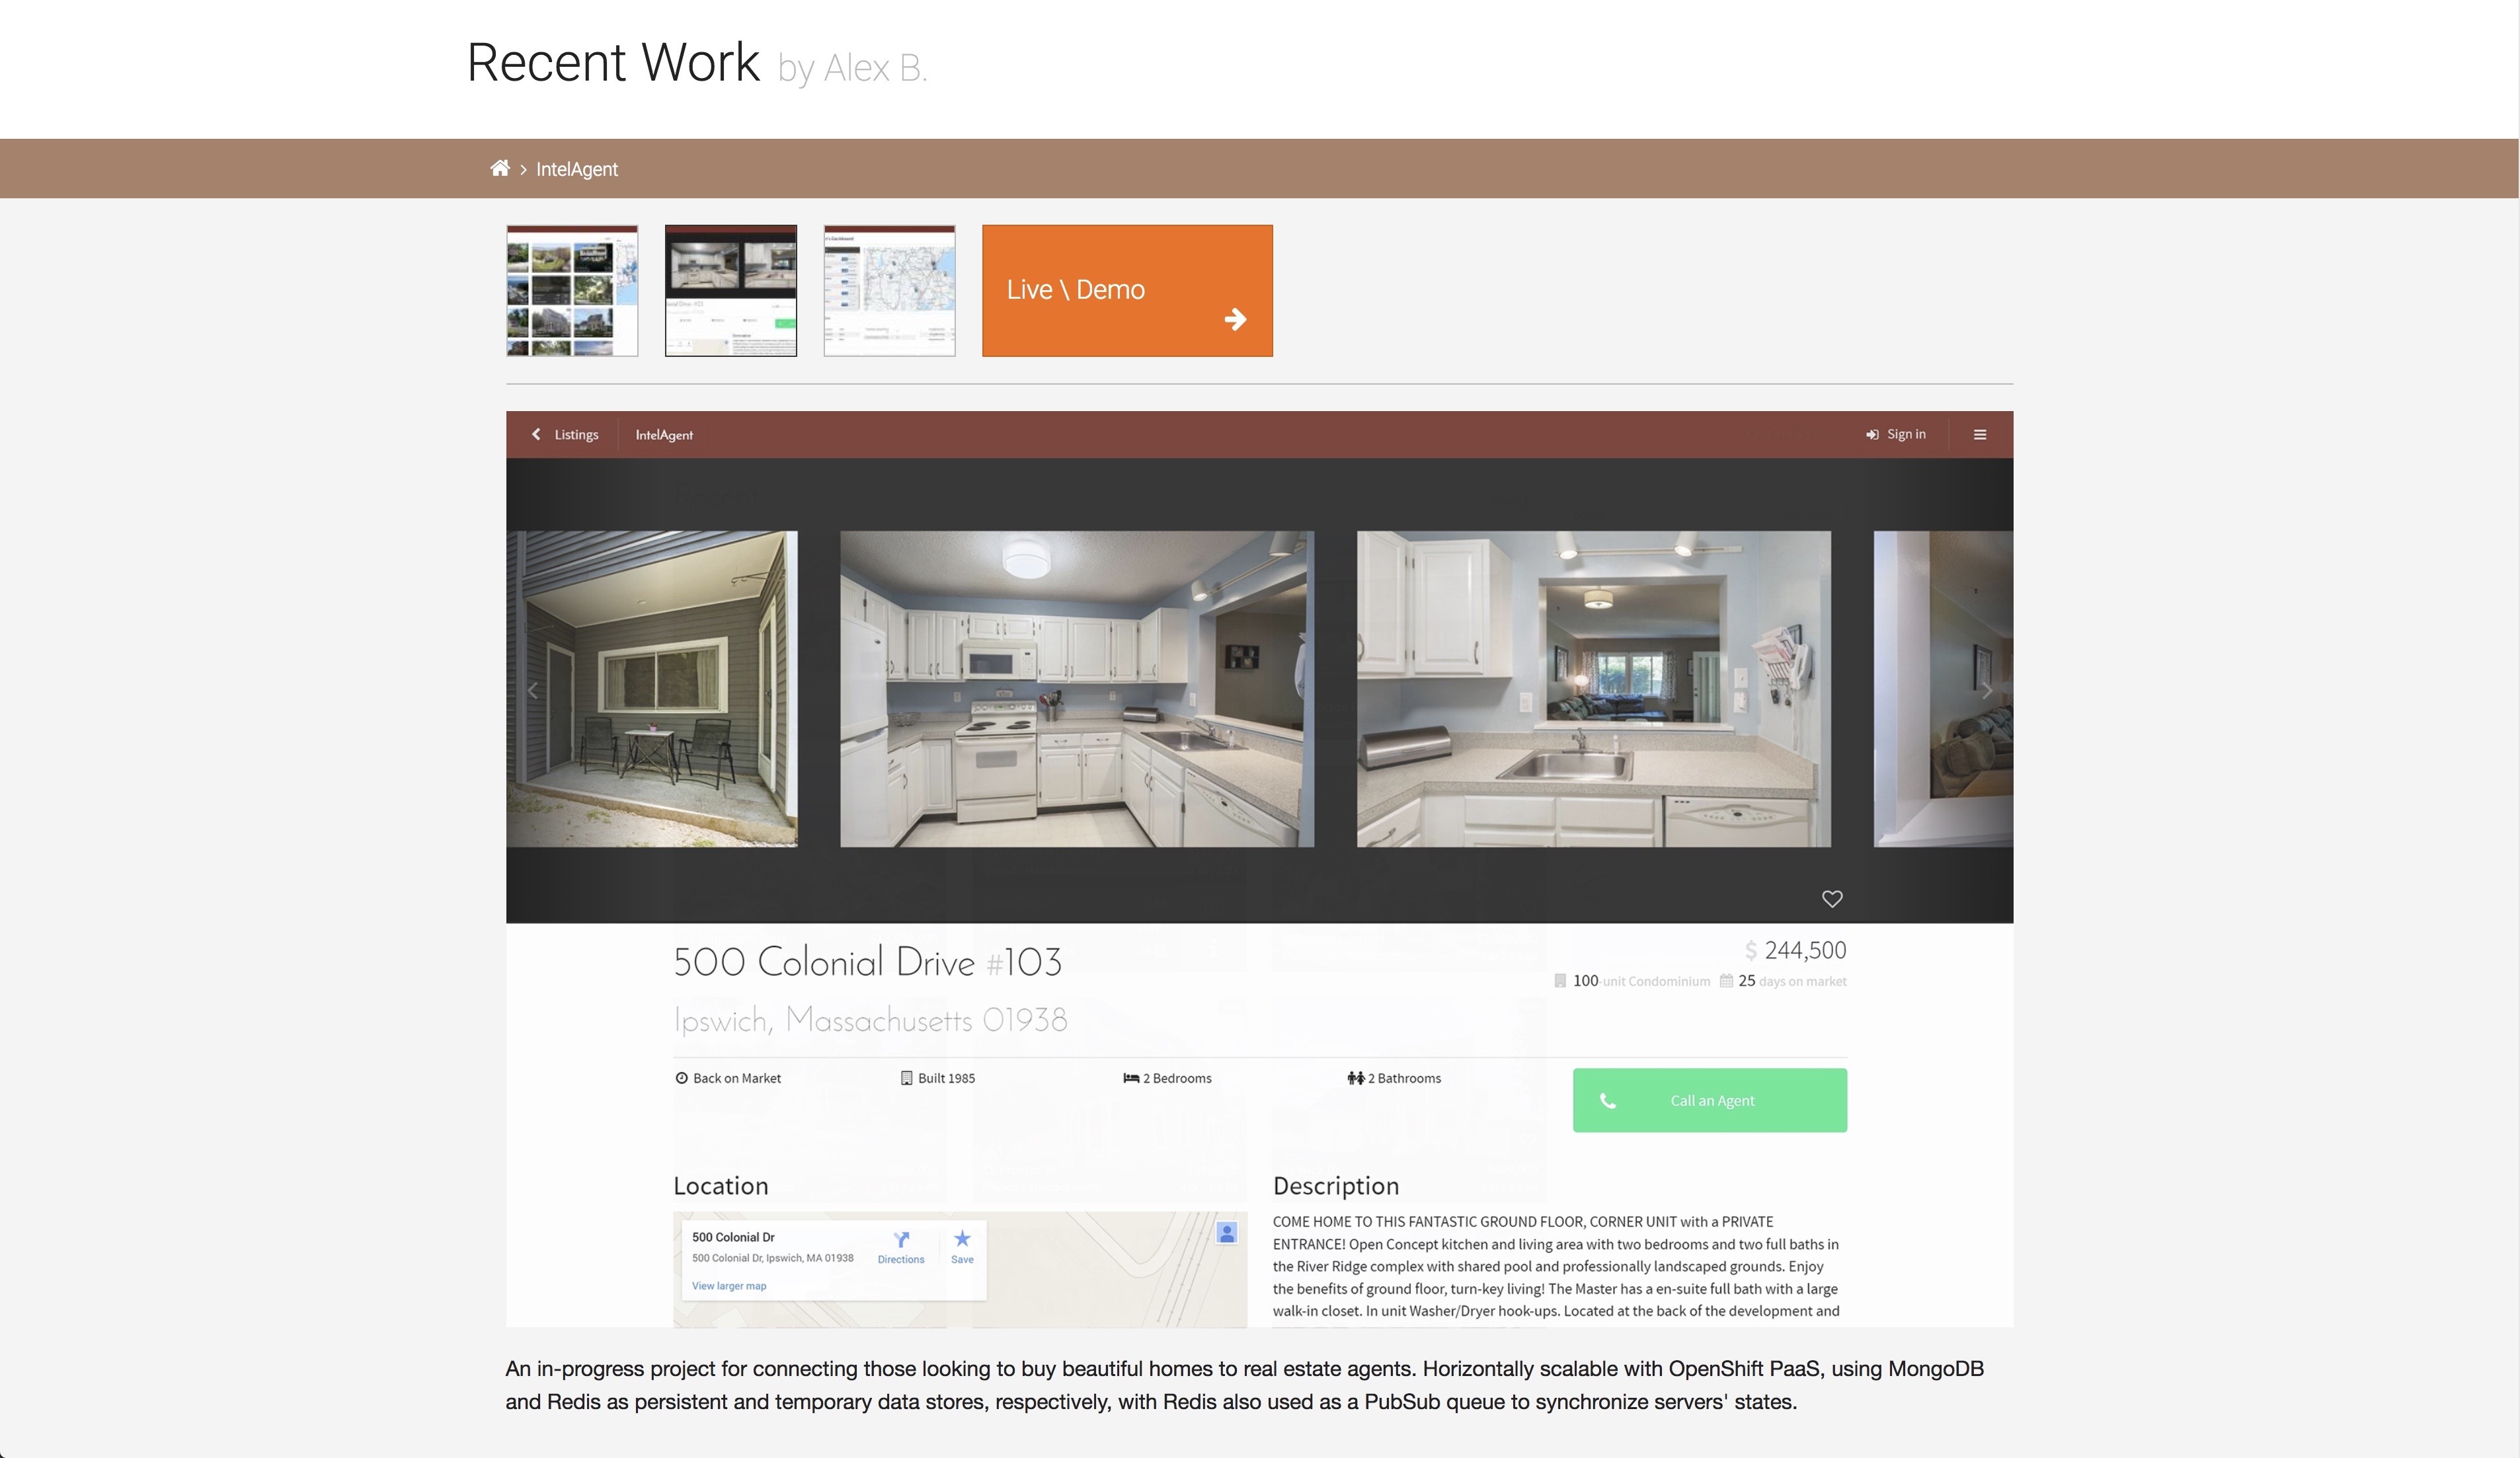 Recent Work by Alex B.
IntelAgent
Live \ Demo
Listings IntelAgent Sign in
500 Colonial Drive #103
$ 244,500
100-unit Condominium 25 days on market
Ipswich, Massachusetts 01938
Back on Market Built 1985 2 Bedrooms 2 Bathrooms
Call an Agent
Location
500 Colonial Dr
500 Colonial Dr, Ipswich, MA 01938
Directions Save
View larger map
Description
COME HOME TO THIS FANTASTIC GROUND FLOOR, CORNER UNIT with a PRIVATE
ENTRANCE! Open Concept kitchen and living area with two bedrooms and two full baths in
the River Ridge complex with shared pool and professionally landscaped grounds. Enjoy
the benefits of ground floor, turn-key living! The Master has a en-suite full bath with a large
walk-in closet. In unit Washer/Dryer hook-ups. Located at the back of the development and
An in-progress project for connecting those looking to buy beautiful homes to real estate agents. Horizontally scalable with OpenShift PaaS, using MongoDB
and Redis as persistent and temporary data stores, respectively, with Redis also used as a PubSub queue to synchronize servers' states.